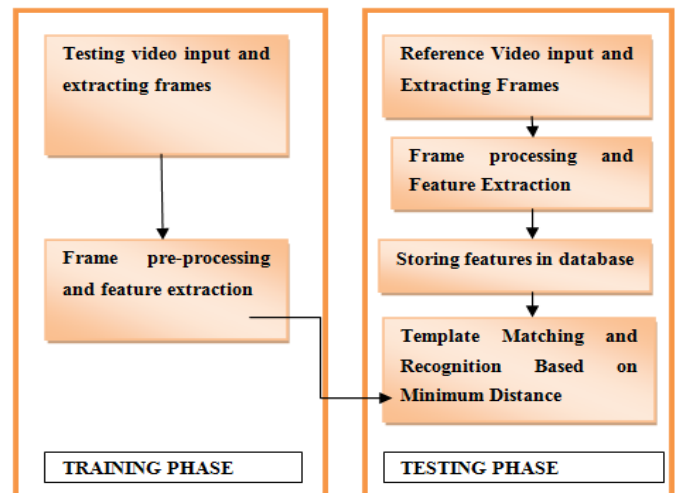 Testing video input and
extracting frames
Frame pre-processing
and feature extraction
TRAINING PHASE
Reference Video input and
Extracting Frames
Frame processing and
Feature Extraction
Storing features in database
Template Matching and
Recognition Based on
Minimum Distance
TESTING PHASE